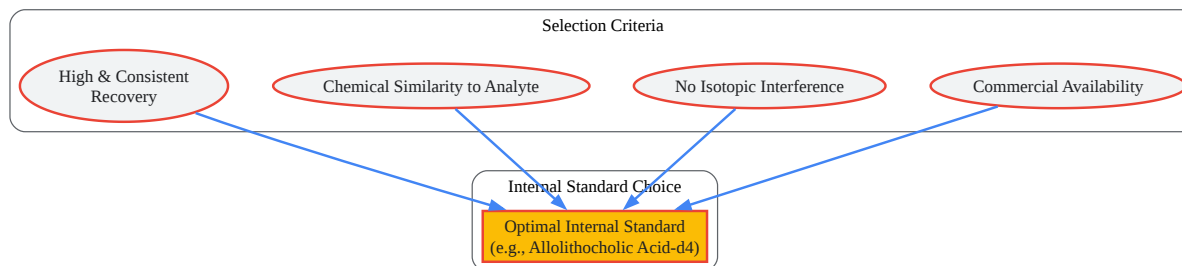 Selection Criteria
High & Consistent
Recovery
Chemical Similarity to Analyte
No Isotopic Interference
Commercial Availability
Internal Standard Choice
Optimal Internal Standard
(e.g., Allolithocholic Acid-d4)